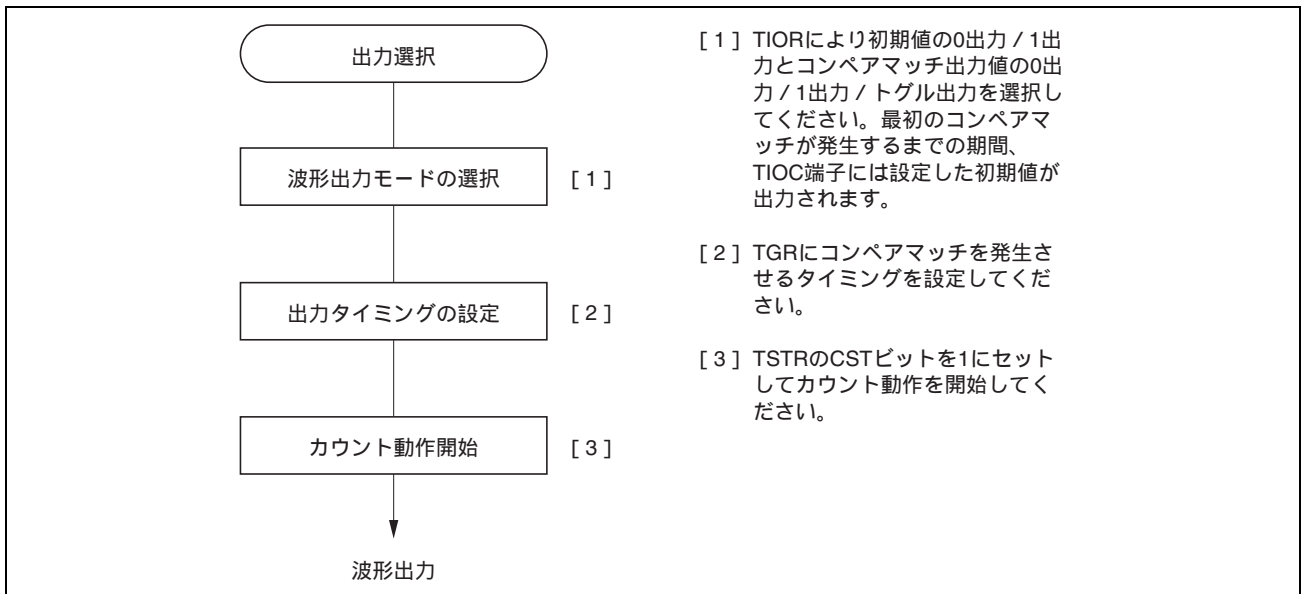 出力選択
波形出力モードの選択 [1]
出力タイミングの設定 [2]
カウント動作開始 [3]
波形出力
[1] TIORにより初期値の0出力 / 1出
力とコンペアマッチ出力値の0出
力 / 1出力 / トグル出力を選択し
てください。最初のコンペアマ
ッチが発生するまでの期間、
TIOC端子には設定した初期値が
出力されます。
[2] TGRにコンペアマッチを発生さ
せるタイミングを設定してくだ
さい。
[3] TSTRのCSTビットを1にセット
してカウント動作を開始してく
ださい。